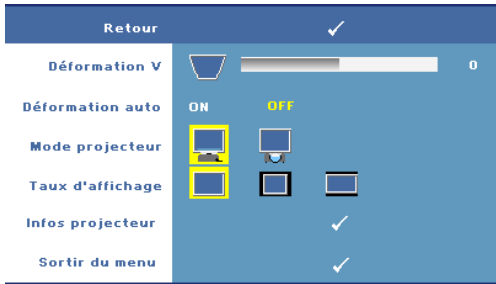 Retour
Déformation V 0
Déformation auto ON OFF
Mode projecteur
Taux d'affichage
Infos projecteur
Sortir du menu